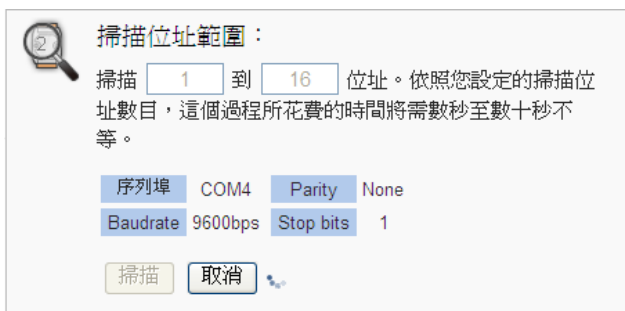 2
掃描位址範圍：
掃描 1 到 16 位址。依照您設定的掃描位
址數目，這個過程所花費的時間將需數秒至數十秒不
等。
序列埠 COM4 Parity None
Baudrate 9600bps Stop bits 1
掃描 取消